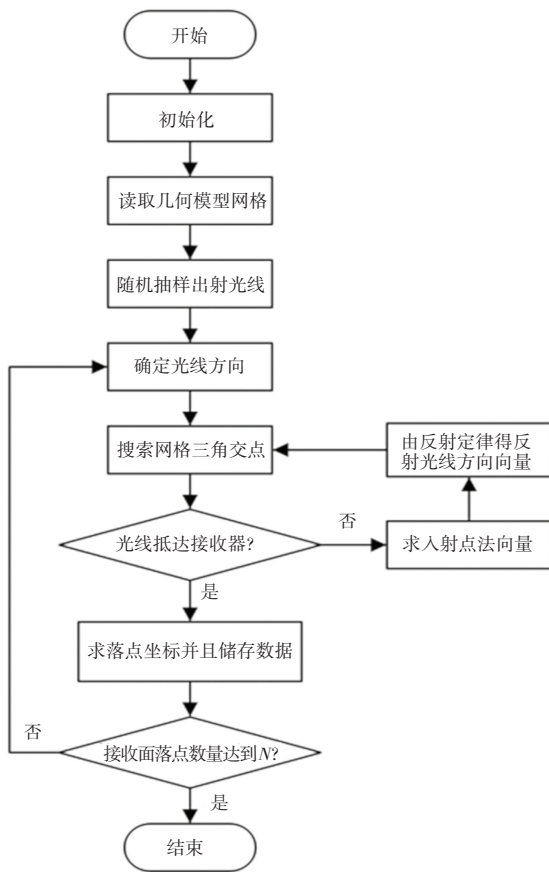 开始
初始化
读取几何模型网格
随机抽样出射光线
确定光线方向
搜索网格三角交点
由反射定律得反
射光线方向向量
光线抵达接收器?
否
求入射点法向量
是
求落点坐标并且储存数据
否
接收面落点数量达到N?
是
结束